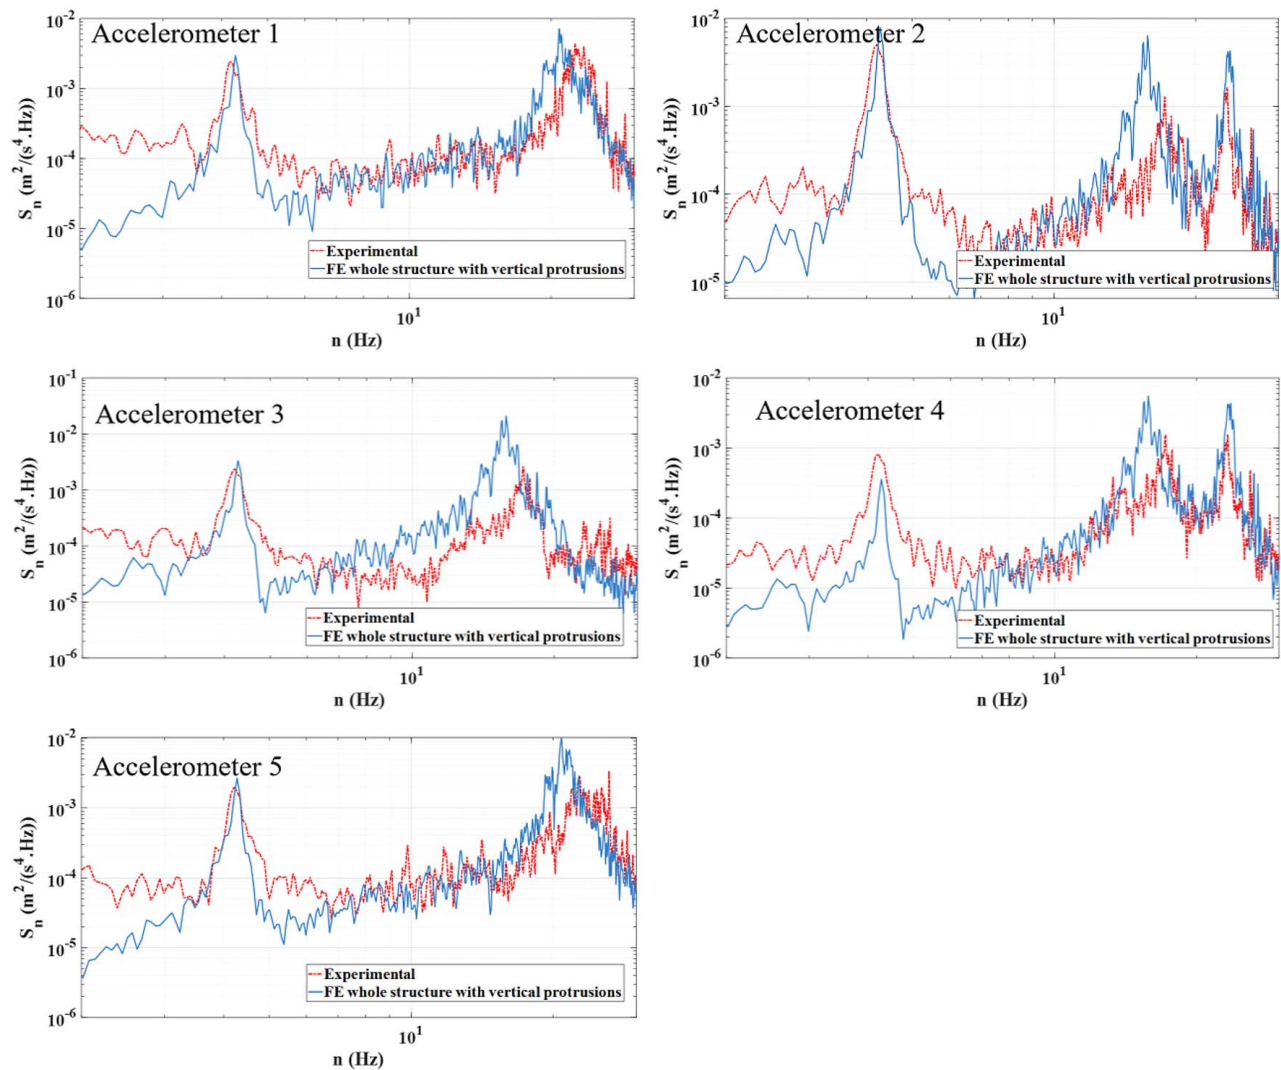 Accelerometer 1
10^-2
10^-3
10^-4
10^-5
10^-6
S_n (m^2/(s^4.Hz))
Experimental
FE whole structure with vertical protrusions
10^1
n (Hz)
Accelerometer 2
10^-2
10^-3
10^-4
10^-5
S_n (m^2/(s^4.Hz))
Experimental
FE whole structure with vertical protrusions
10^1
n (Hz)
Accelerometer 3
10^-1
10^-2
10^-3
10^-4
10^-5
10^-6
S_n (m^2/(s^4.Hz))
Experimental
FE whole structure with vertical protrusions
10^1
n (Hz)
Accelerometer 4
10^-2
10^-3
10^-4
10^-5
10^-6
S_n (m^2/(s^4.Hz))
Experimental
FE whole structure with vertical protrusions
10^1
n (Hz)
Accelerometer 5
10^-2
10^-3
10^-4
10^-5
10^-6
S_n (m^2/(s^4.Hz))
Experimental
FE whole structure with vertical protrusions
10^1
n (Hz)